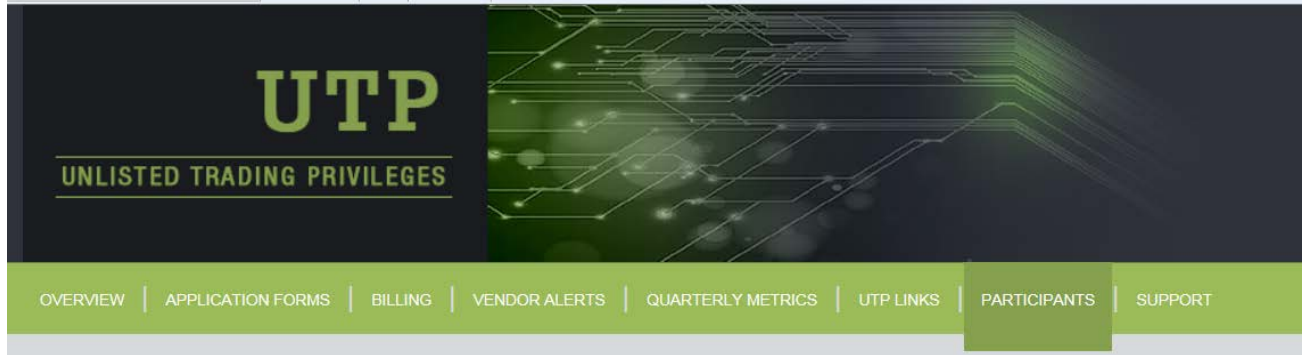 UTP
UNLISTED TRADING PRIVILEGES
OVERVIEW | APPLICATION FORMS | BILLING | VENDOR ALERTS | QUARTERLY METRICS | UTP LINKS | PARTICIPANTS | SUPPORT